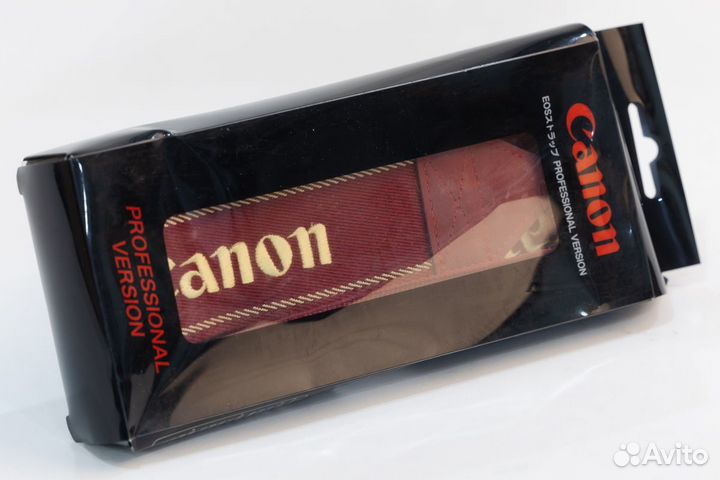 PROFESSIONAL
VERSION
Canon
Canon
EOSストラップ PROFESSIONAL VERSION
Avito